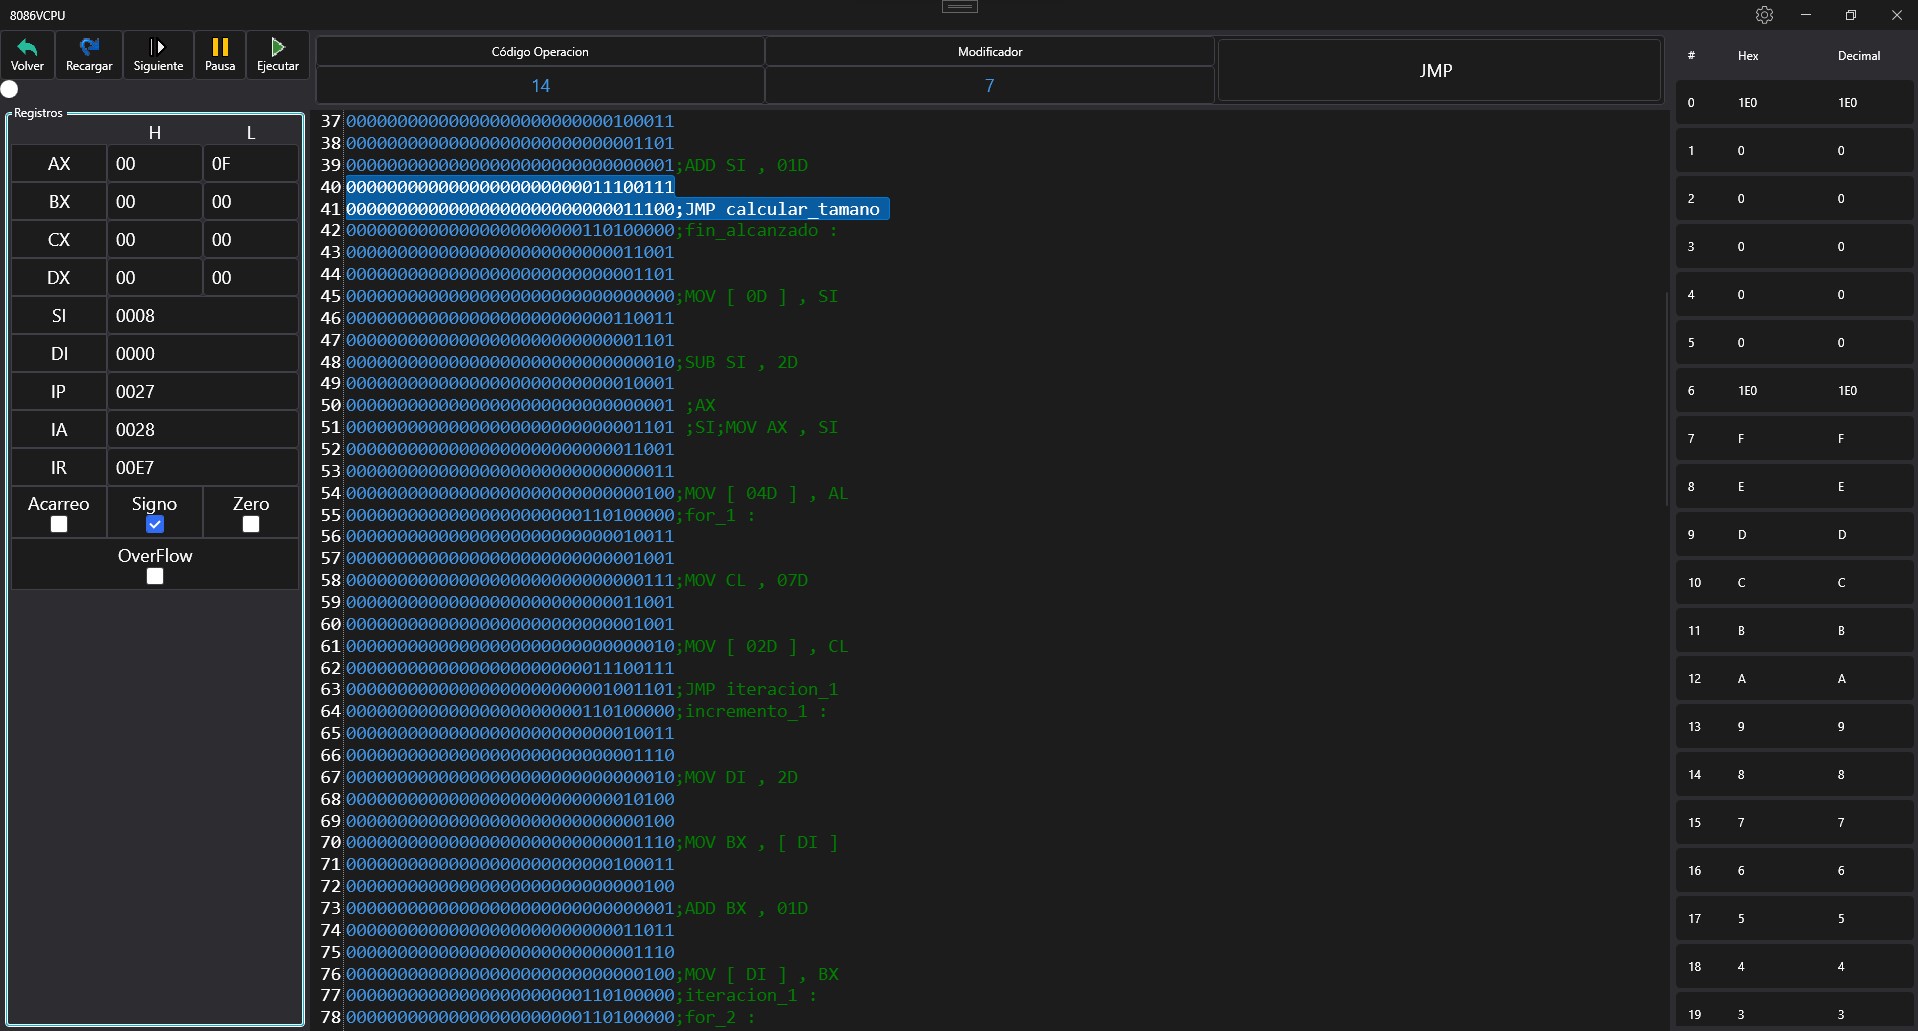 8086VCPU
Volver
Recargar
Siguiente
Pausa
Ejecutar
Código Operacion
Modificador
14
7
JMP
# Hex Decimal
Registros
H L
AX 00 0F
BX 00 00
CX 00 00
DX 00 00
SI 0008
DI 0000
IP 0027
IA 0028
IR 00E7
Acarreo Signo Zero
OverFlow
37 00000000000000000000000000100011
38 00000000000000000000000000001101
39 00000000000000000000000000000001;ADD SI , 01D
40 00000000000000000000000011100111
41 00000000000000000000000000011100;JMP calcular_tamano
42 00000000000000000000000110100000;fin_alcanzado :
43 00000000000000000000000000011001
44 00000000000000000000000000001101
45 00000000000000000000000000000000;MOV [ 0D ] , SI
46 00000000000000000000000000110011
47 00000000000000000000000000001101
48 00000000000000000000000000000010;SUB SI , 2D
49 00000000000000000000000000010001
50 00000000000000000000000000000001 ;AX
51 00000000000000000000000000001101 ;SI;MOV AX , SI
52 00000000000000000000000000011001
53 00000000000000000000000000000011
54 00000000000000000000000000000100;MOV [ 04D ] , AL
55 00000000000000000000000110100000;for_1 :
56 00000000000000000000000000010011
57 00000000000000000000000000001001
58 00000000000000000000000000000111;MOV CL , 07D
59 00000000000000000000000000011001
60 00000000000000000000000000001001
61 00000000000000000000000000000010;MOV [ 02D ] , CL
62 00000000000000000000000011100111
63 00000000000000000000000001001101;JMP iteracion_1
64 00000000000000000000000110100000;incremento_1 :
65 00000000000000000000000000010011
66 00000000000000000000000000001110
67 00000000000000000000000000000010;MOV DI , 2D
68 00000000000000000000000000010100
69 00000000000000000000000000000100
70 00000000000000000000000000001110;MOV BX , [ DI ]
71 00000000000000000000000000100011
72 00000000000000000000000000000100
73 00000000000000000000000000000001;ADD BX , 01D
74 00000000000000000000000000011011
75 00000000000000000000000000001110
76 00000000000000000000000000000100;MOV [ DI ] , BX
77 00000000000000000000000110100000;iteracion_1 :
78 00000000000000000000000110100000;for_2 :
0 1E0 1E0
1 0 0
2 0 0
3 0 0
4 0 0
5 0 0
6 1E0 1E0
7 F F
8 E E
9 D D
10 C C
11 B B
12 A A
13 9 9
14 8 8
15 7 7
16 6 6
17 5 5
18 4 4
19 3 3